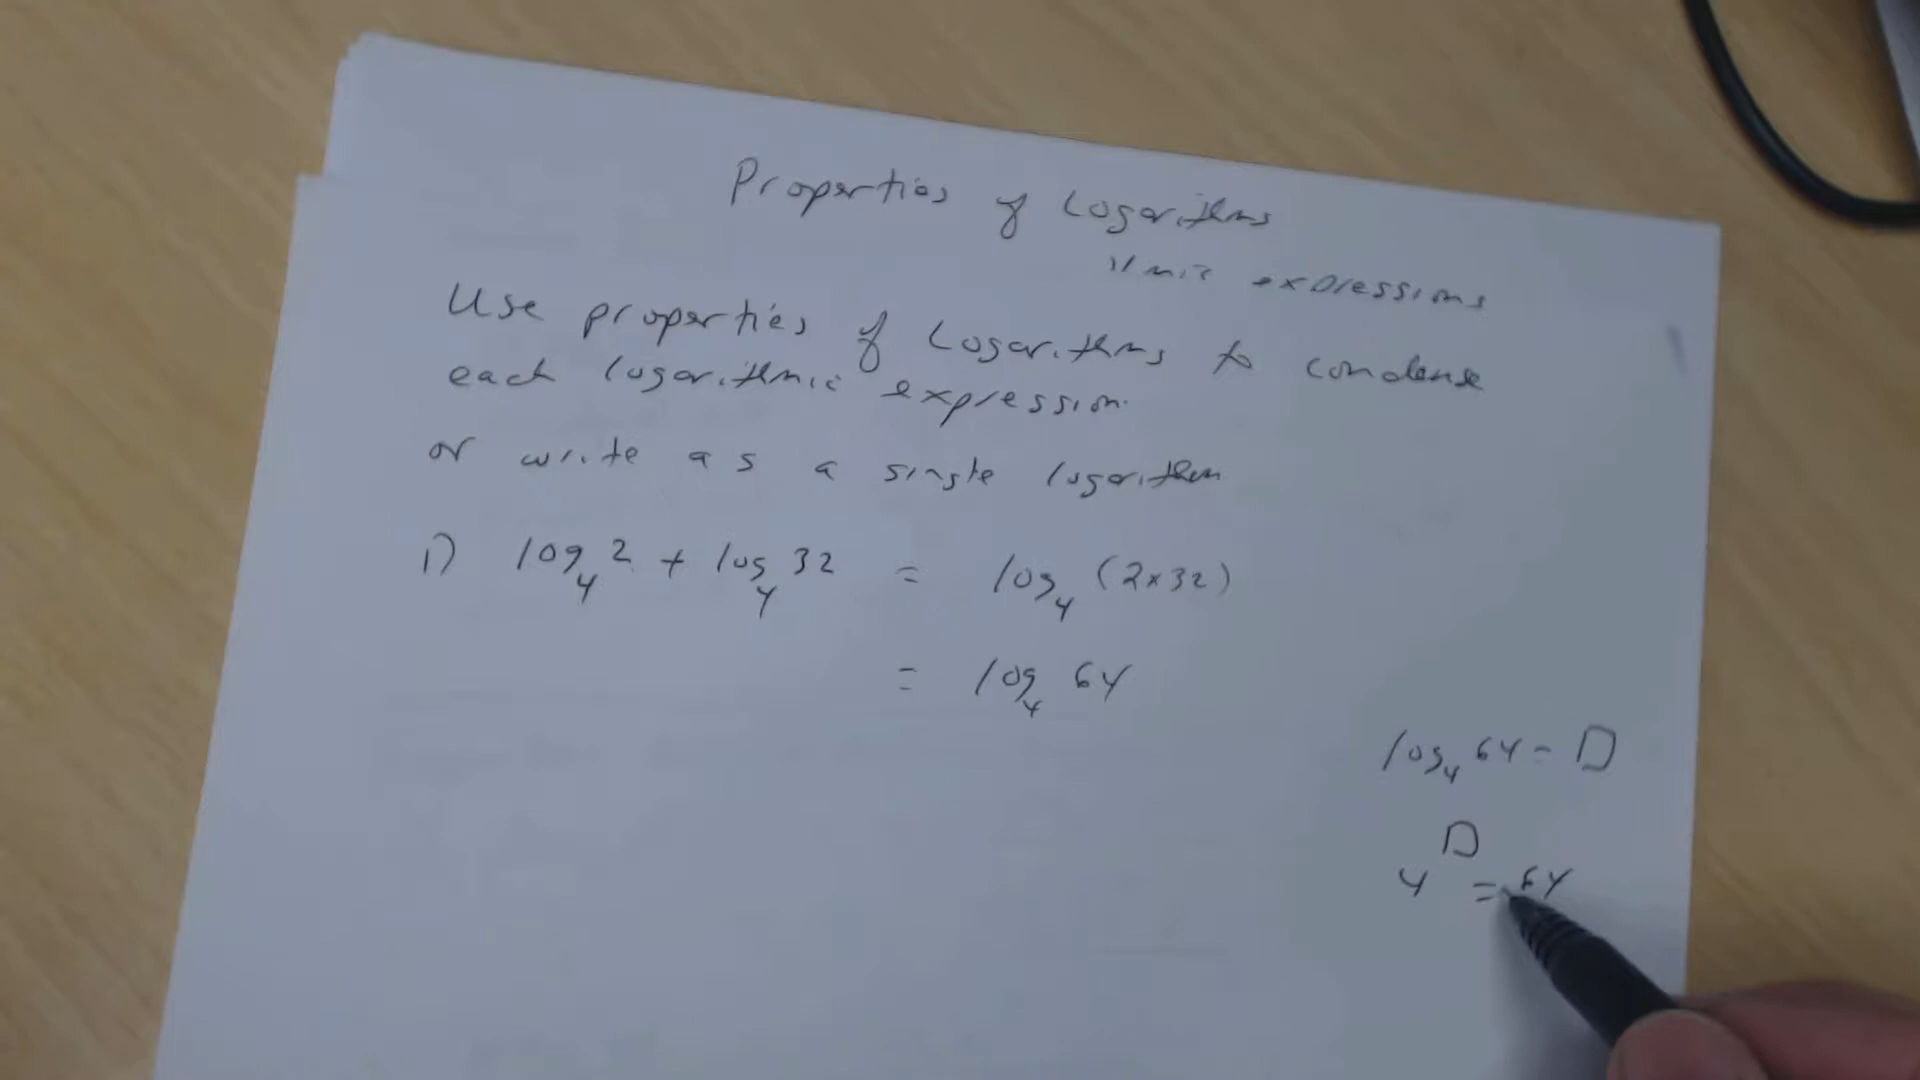 Properties of Logarithms
expressions
Use properties of Logarithms to condense
each logarithmic expression.
or write as a single logarithm
1) log₄ 2 + log₄ 32 = log₄ (2×32)
= log₄ 64
log₄ 64 = □
4^□ = 64